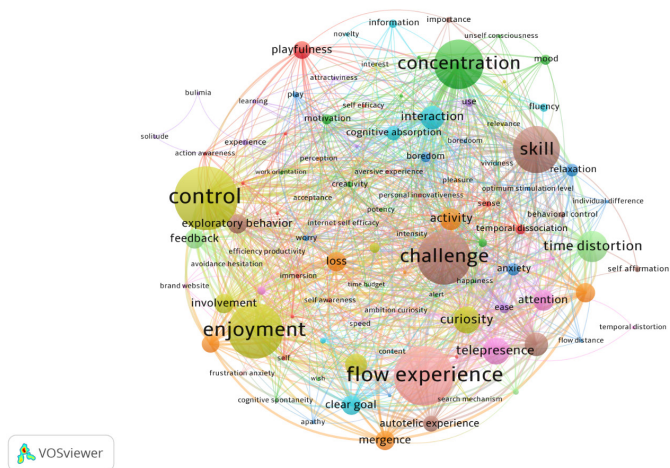 importance
information
novelty
unself consciousness
playfulness
interest
concentration
mood
attractiviness
bulimia
learning
play
self efficacy
use
fluency
motivation
interaction
relevance
solitude
cognitive absorption
experience
boredoom
skill
action awareness
perception
boredom
vividness
relaxation
work orientation
aversive experience
pleasure
creativity
optimum stimulation level
control
acceptance
personal innovativeness
individual difference
potency
sense
exploratory behavior
activity
behavioral control
internet self efficacy
temporal dissociation
feedback
worry
intensity
time distortion
efficiency productivity
challenge
loss
avoidance hesitation
anxiety
self affirmation
immersion
happiness
brand website
time budget
alert
involvement
self awareness
ease
attention
ambition curiosity
enjoyment
speed
curiosity
temporal distortion
flow distance
telepresence
content
self
frustration anxiety
flow experience
wish
cognitive spontaneity
search mechanism
clear goal
apathy
autotelic experience
mergence
VOSviewer